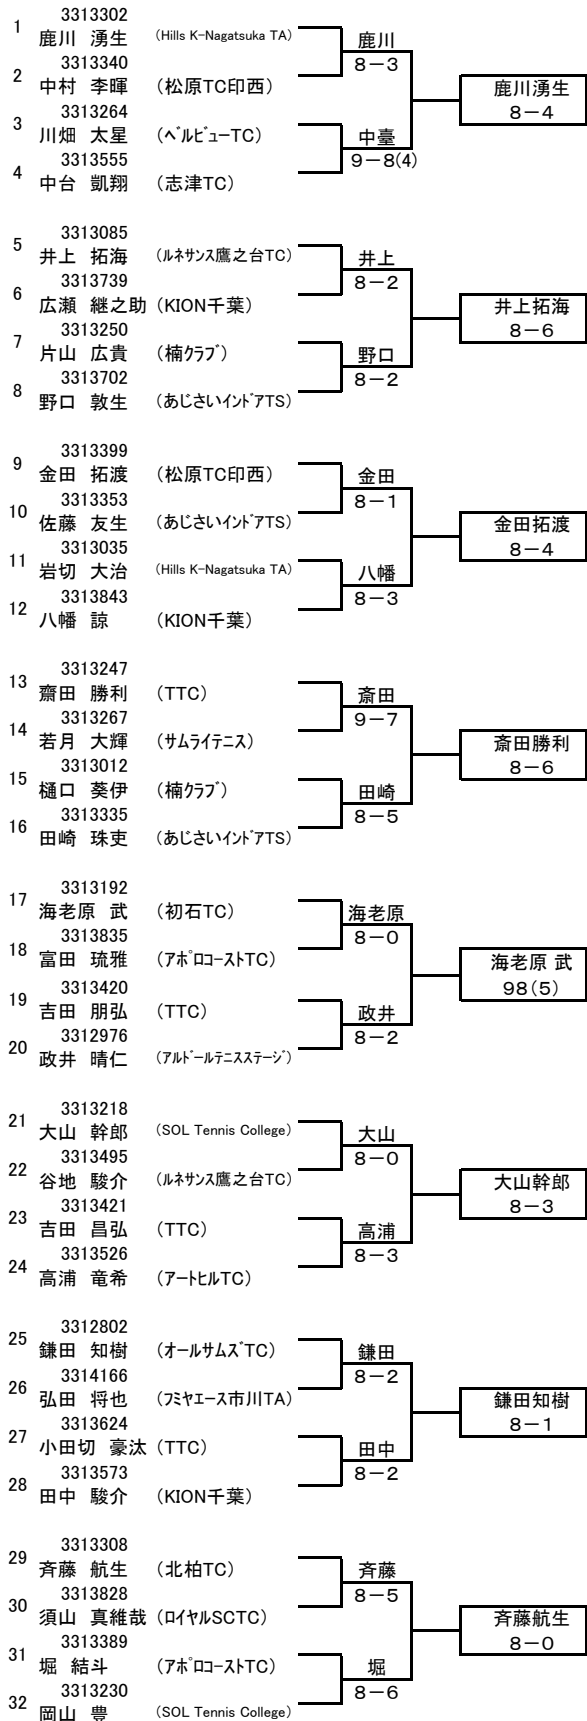 3313302
1 鹿川 湧生 (Hills K-Nagatsuka TA) 鹿川
8-3
3313340
2 中村 李暉 (松原TC印西) 鹿川湧生
8-4
3313264
3 川畑 太星 (ベルビューTC) 中臺
9-8(4)
3313555
4 中台 凱翔 (志津TC)
3313085
5 井上 拓海 (ルネサンス鷹之台TC) 井上
8-2
3313739
6 広瀬 継之助 (KION千葉) 井上拓海
8-6
3313250
7 片山 広貴 (楠クラブ) 野口
8-2
3313702
8 野口 敦生 (あじさいインドアTS)
3313399
9 金田 拓渡 (松原TC印西) 金田
8-1
3313353
10 佐藤 友生 (あじさいインドアTS) 金田拓渡
8-4
3313035
11 岩切 大治 (Hills K-Nagatsuka TA) 八幡
8-3
3313843
12 八幡 諒 (KION千葉)
3313247
13 齋田 勝利 (TTC) 斎田
9-7
3313267
14 若月 大輝 (サムライテニス) 斎田勝利
8-6
3313012
15 樋口 葵伊 (楠クラブ) 田崎
8-5
3313335
16 田崎 珠吏 (あじさいインドアTS)
3313192
17 海老原 武 (初石TC) 海老原
8-0
3313835
18 富田 琉雅 (アポロコーストTC) 海老原 武
98(5)
3313420
19 吉田 朋弘 (TTC) 政井
8-2
3312976
20 政井 晴仁 (アルドールテニスステージ)
3313218
21 大山 幹郎 (SOL Tennis College) 大山
8-0
3313495
22 谷地 駿介 (ルネサンス鷹之台TC) 大山幹郎
8-3
3313421
23 吉田 昌弘 (TTC) 高浦
8-3
3313526
24 高浦 竜希 (アートヒルTC)
3312802
25 鎌田 知樹 (オールサムズTC) 鎌田
8-2
3314166
26 弘田 将也 (フミヤエース市川TA) 鎌田知樹
8-1
3313624
27 小田切 豪汰 (TTC) 田中
8-2
3313573
28 田中 駿介 (KION千葉)
3313308
29 斉藤 航生 (北柏TC) 斉藤
8-5
3313828
30 須山 真維哉 (ロイヤルSCTC) 斉藤航生
8-0
3313389
31 堀 結斗 (アポロコーストTC) 堀
8-6
3313230
32 岡山 豊 (SOL Tennis College)